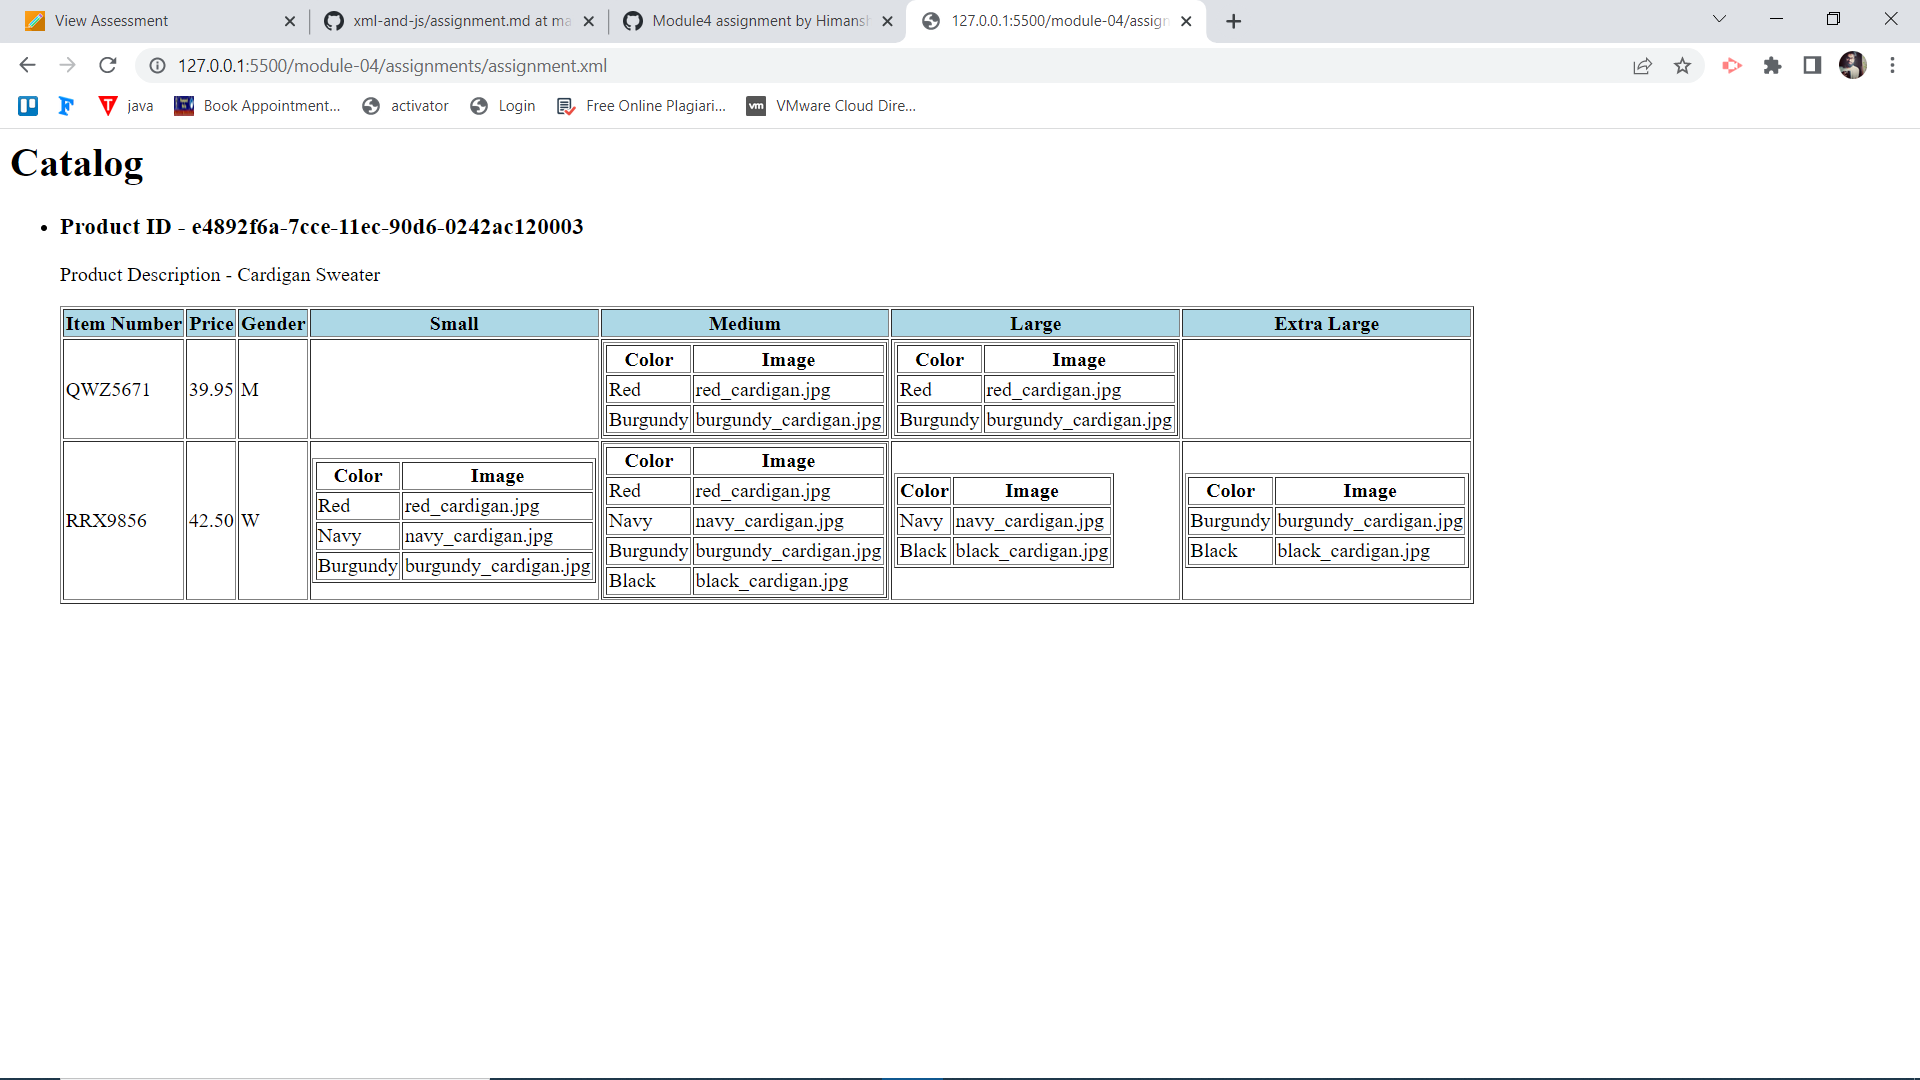 View Assessment
xml-and-js/assignment.md at ma
Module4 assignment by Himansh
127.0.0.1:5500/module-04/assign
127.0.0.1:5500/module-04/assignments/assignment.xml
java
Book Appointment...
activator
Login
Free Online Plagiari...
vm
VMware Cloud Dire...
Catalog
• Product ID - e4892f6a-7cce-11ec-90d6-0242ac120003
Product Description - Cardigan Sweater
Item Number Price Gender Small Medium Large Extra Large
QWZ5671 39.95 M
Color Image
Red red_cardigan.jpg
Burgundy burgundy_cardigan.jpg
Color Image
Red red_cardigan.jpg
Burgundy burgundy_cardigan.jpg
RRX9856 42.50 W
Color Image
Red red_cardigan.jpg
Navy navy_cardigan.jpg
Burgundy burgundy_cardigan.jpg
Color Image
Red red_cardigan.jpg
Navy navy_cardigan.jpg
Burgundy burgundy_cardigan.jpg
Black black_cardigan.jpg
Color Image
Navy navy_cardigan.jpg
Black black_cardigan.jpg
Color Image
Burgundy burgundy_cardigan.jpg
Black black_cardigan.jpg